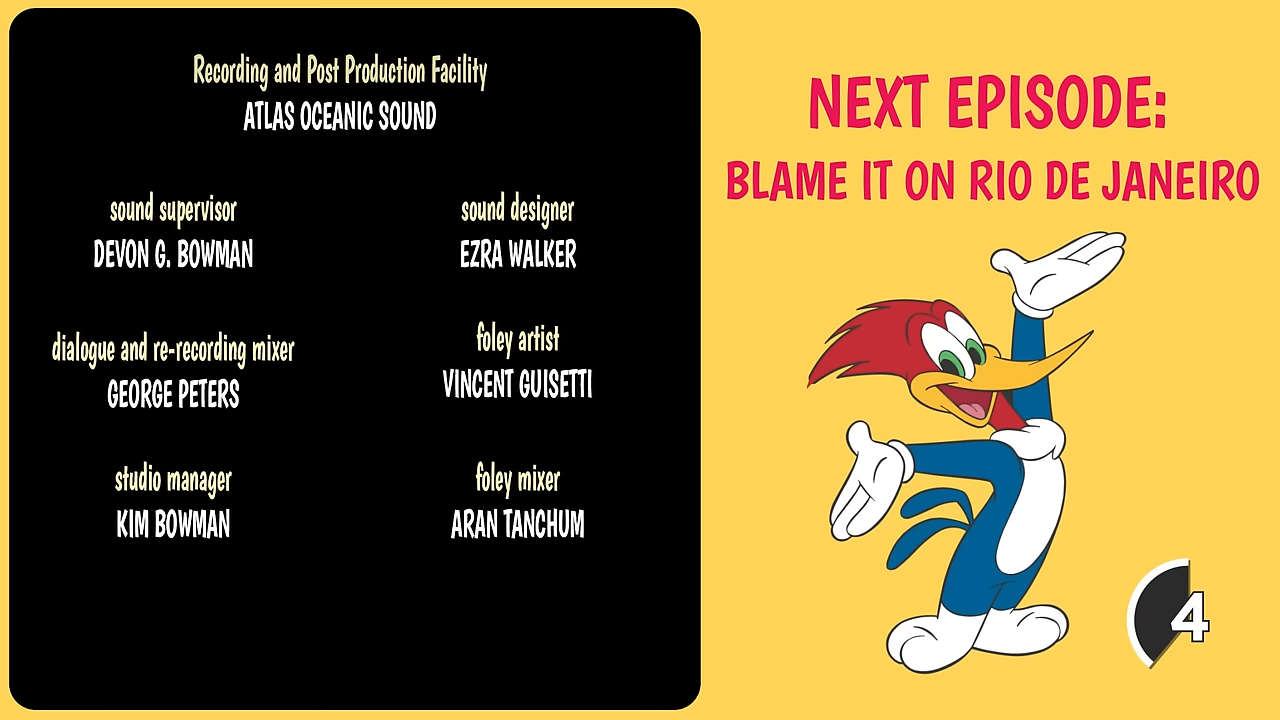 Recording and Post Production Facility
ATLAS OCEANIC SOUND
sound supervisor
DEVON G. BOWMAN
sound designer
EZRA WALKER
dialogue and re-recording mixer
GEORGE PETERS
foley artist
VINCENT GUISETTI
studio manager
KIM BOWMAN
foley mixer
ARAN TANCHUM
NEXT EPISODE:
BLAME IT ON RIO DE JANEIRO
4